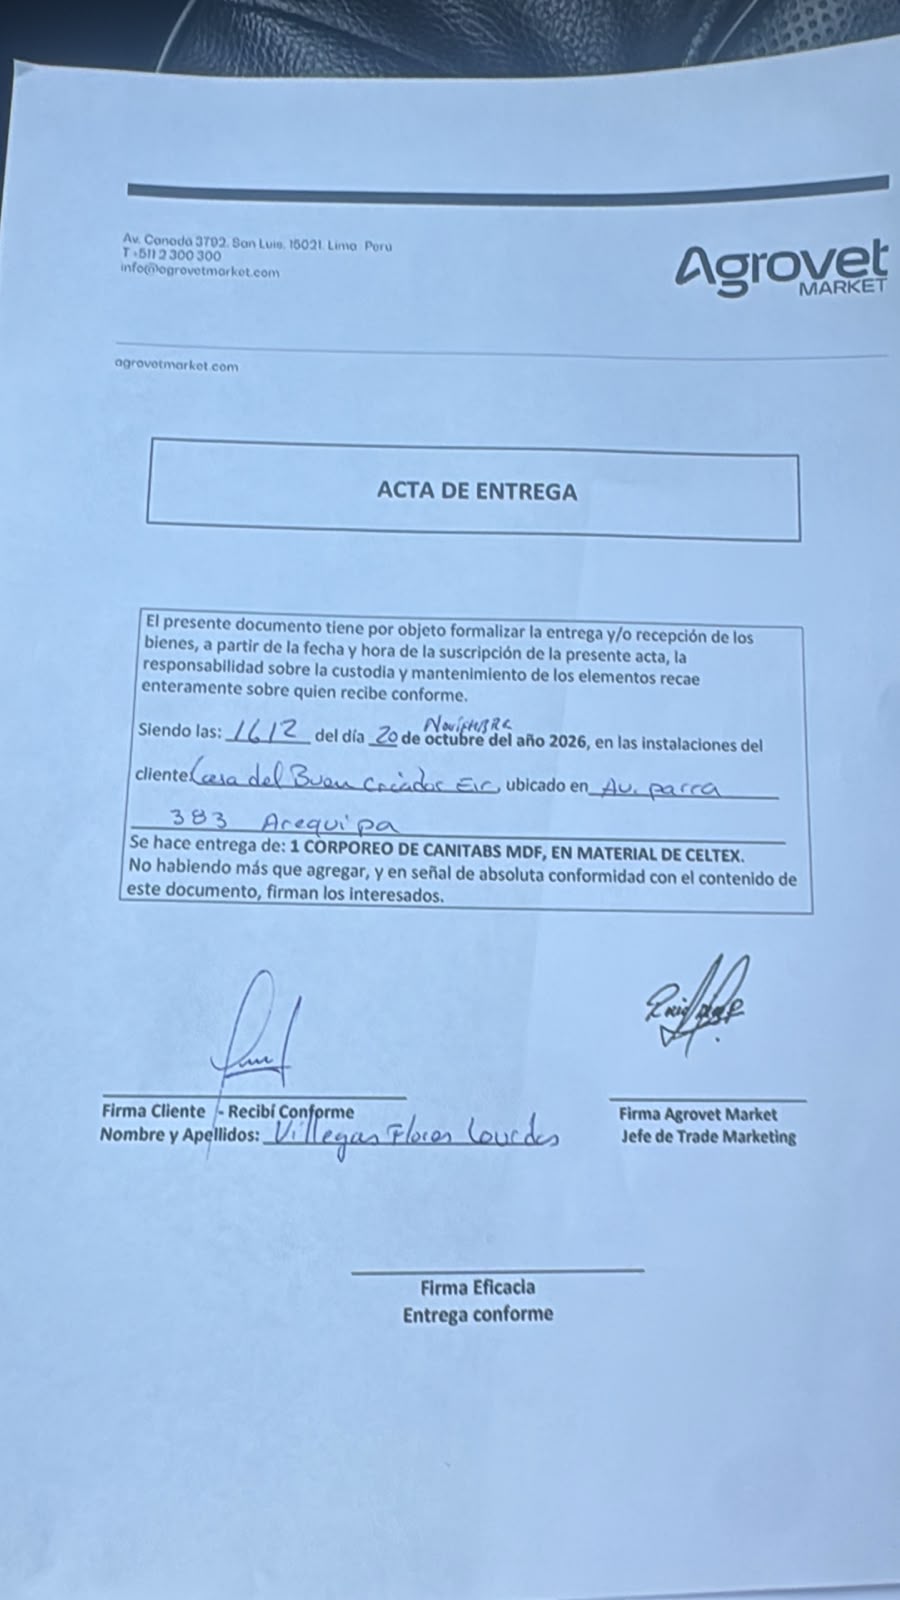 Av. Canadá 3792. San Luis, 15021. Lima. Perú
T +511 2 300 300
info@agrovetmarket.com
Agrovet
MARKET
agrovetmarket.com
ACTA DE ENTREGA
El presente documento tiene por objeto formalizar la entrega y/o recepción de los
bienes, a partir de la fecha y hora de la suscripción de la presente acta, la
responsabilidad sobre la custodia y mantenimiento de los elementos recae
enteramente sobre quien recibe conforme.
Noviembre
Siendo las: 1612 del día 20 de octubre del año 2026, en las instalaciones del
cliente Casa del Buen Criador, ubicado en Av. parra
383 Arequipa
Se hace entrega de: 1 CORPOREO DE CANITABS MDF, EN MATERIAL DE CELTEX.
No habiendo más que agregar, y en señal de absoluta conformidad con el contenido de
este documento, firman los interesados.
Firma Cliente - Recibí Conforme
Nombre y Apellidos: Villegas Flores Lourdes
Firma Agrovet Market
Jefe de Trade Marketing
Firma Eficacia
Entrega conforme